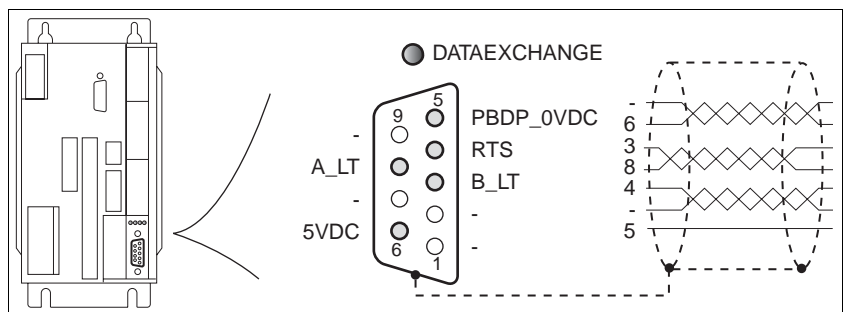 DATAEXCHANGE
9
5
PBDP_0VDC
-
RTS
A_LT
B_LT
-
-
5VDC
-
6
1
-
6
3
8
4
-
5